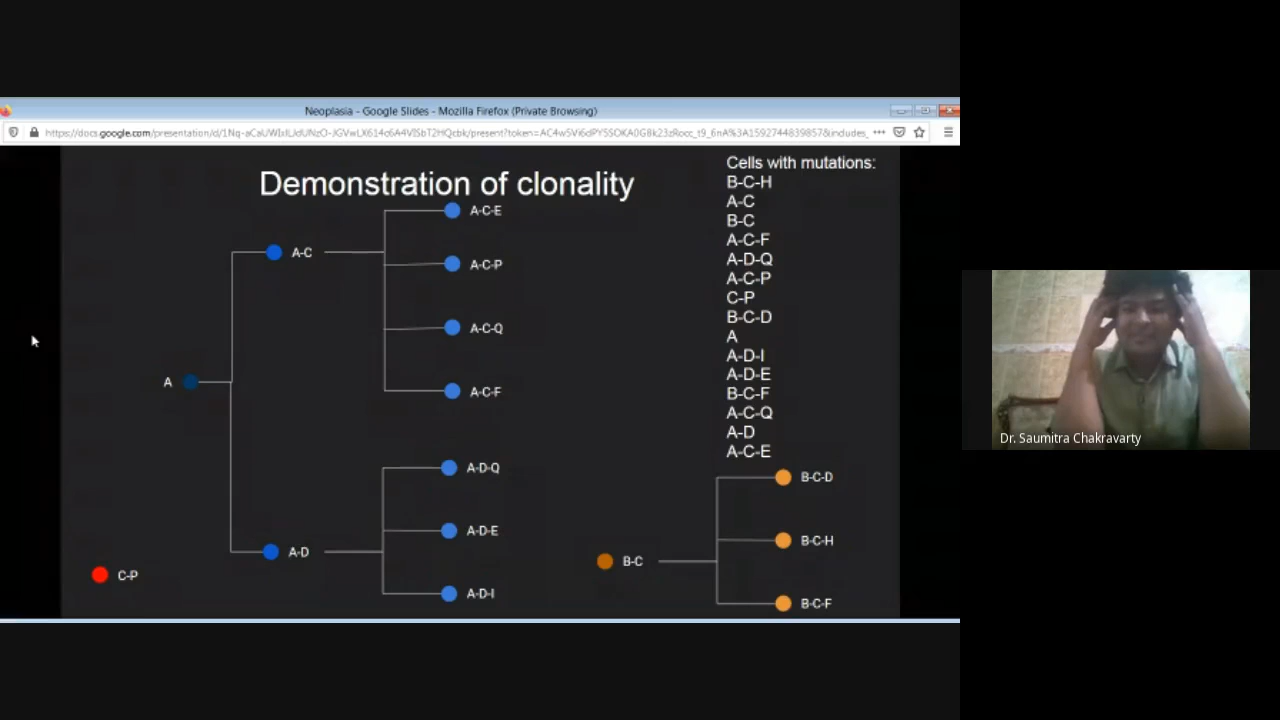 Neoplasia - Google Slides - Mozilla Firefox (Private Browsing)
Demonstration of clonality
Cells with mutations:
B-C-H
A-C
B-C
A-C-F
A-D-Q
A-C-P
C-P
B-C-D
A
A-D-I
A-D-E
B-C-F
A-C-Q
A-D
A-C-E
A
A-C
A-C-E
A-C-P
A-C-Q
A-C-F
A-D
A-D-Q
A-D-E
A-D-I
C-P
B-C
B-C-D
B-C-H
B-C-F
Dr. Saumitra Chakravarty